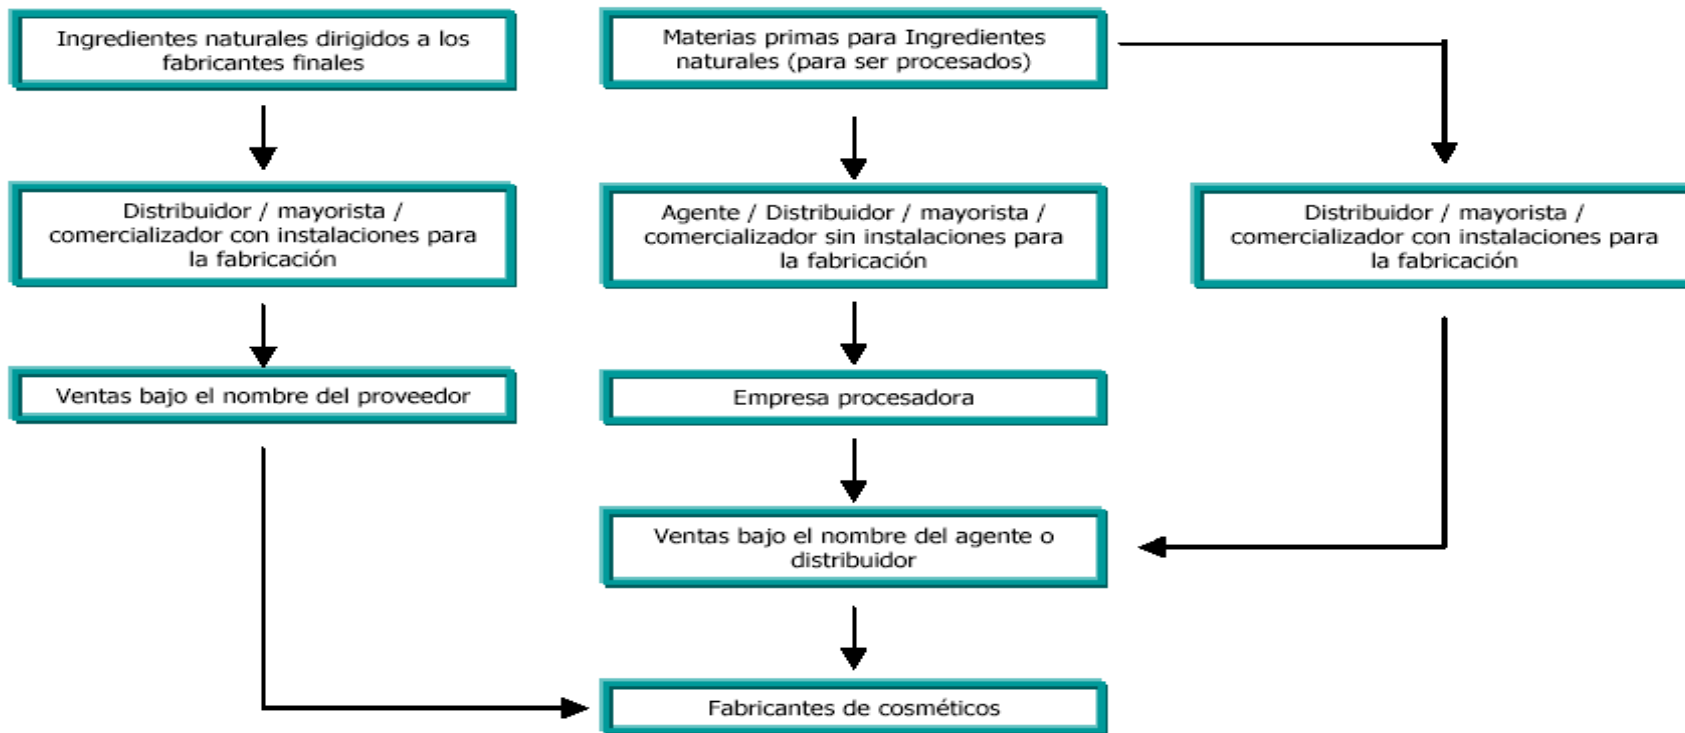 Ingredientes naturales dirigidos a los
fabricantes finales
Materias primas para Ingredientes
naturales (para ser procesados)
Distribuidor / mayorista /
comercializador con instalaciones para
la fabricación
Agente / Distribuidor / mayorista /
comercializador sin instalaciones para
la fabricación
Distribuidor / mayorista /
comercializador con instalaciones para
la fabricación
Ventas bajo el nombre del proveedor
Empresa procesadora
Ventas bajo el nombre del agente o
distribuidor
Fabricantes de cosméticos